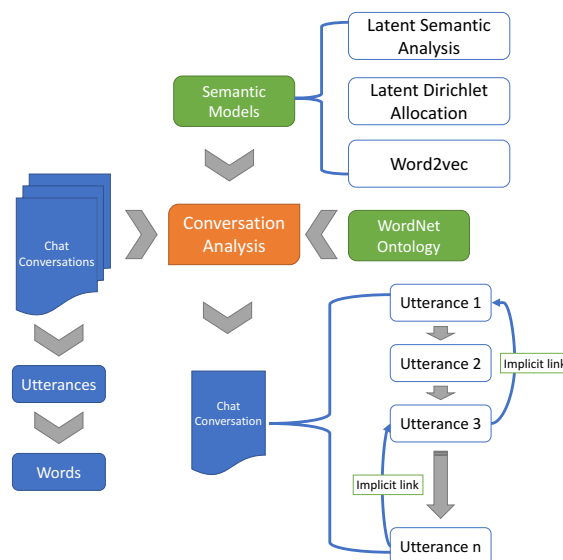 Latent Semantic
Analysis
Semantic
Models
Latent Dirichlet
Allocation
Word2vec
Chat
Conversations
Conversation
Analysis
WordNet
Ontology
Utterances
Words
Chat
Conversation
Utterance 1
Implicit link
Utterance 2
Utterance 3
Implicit link
Utterance n